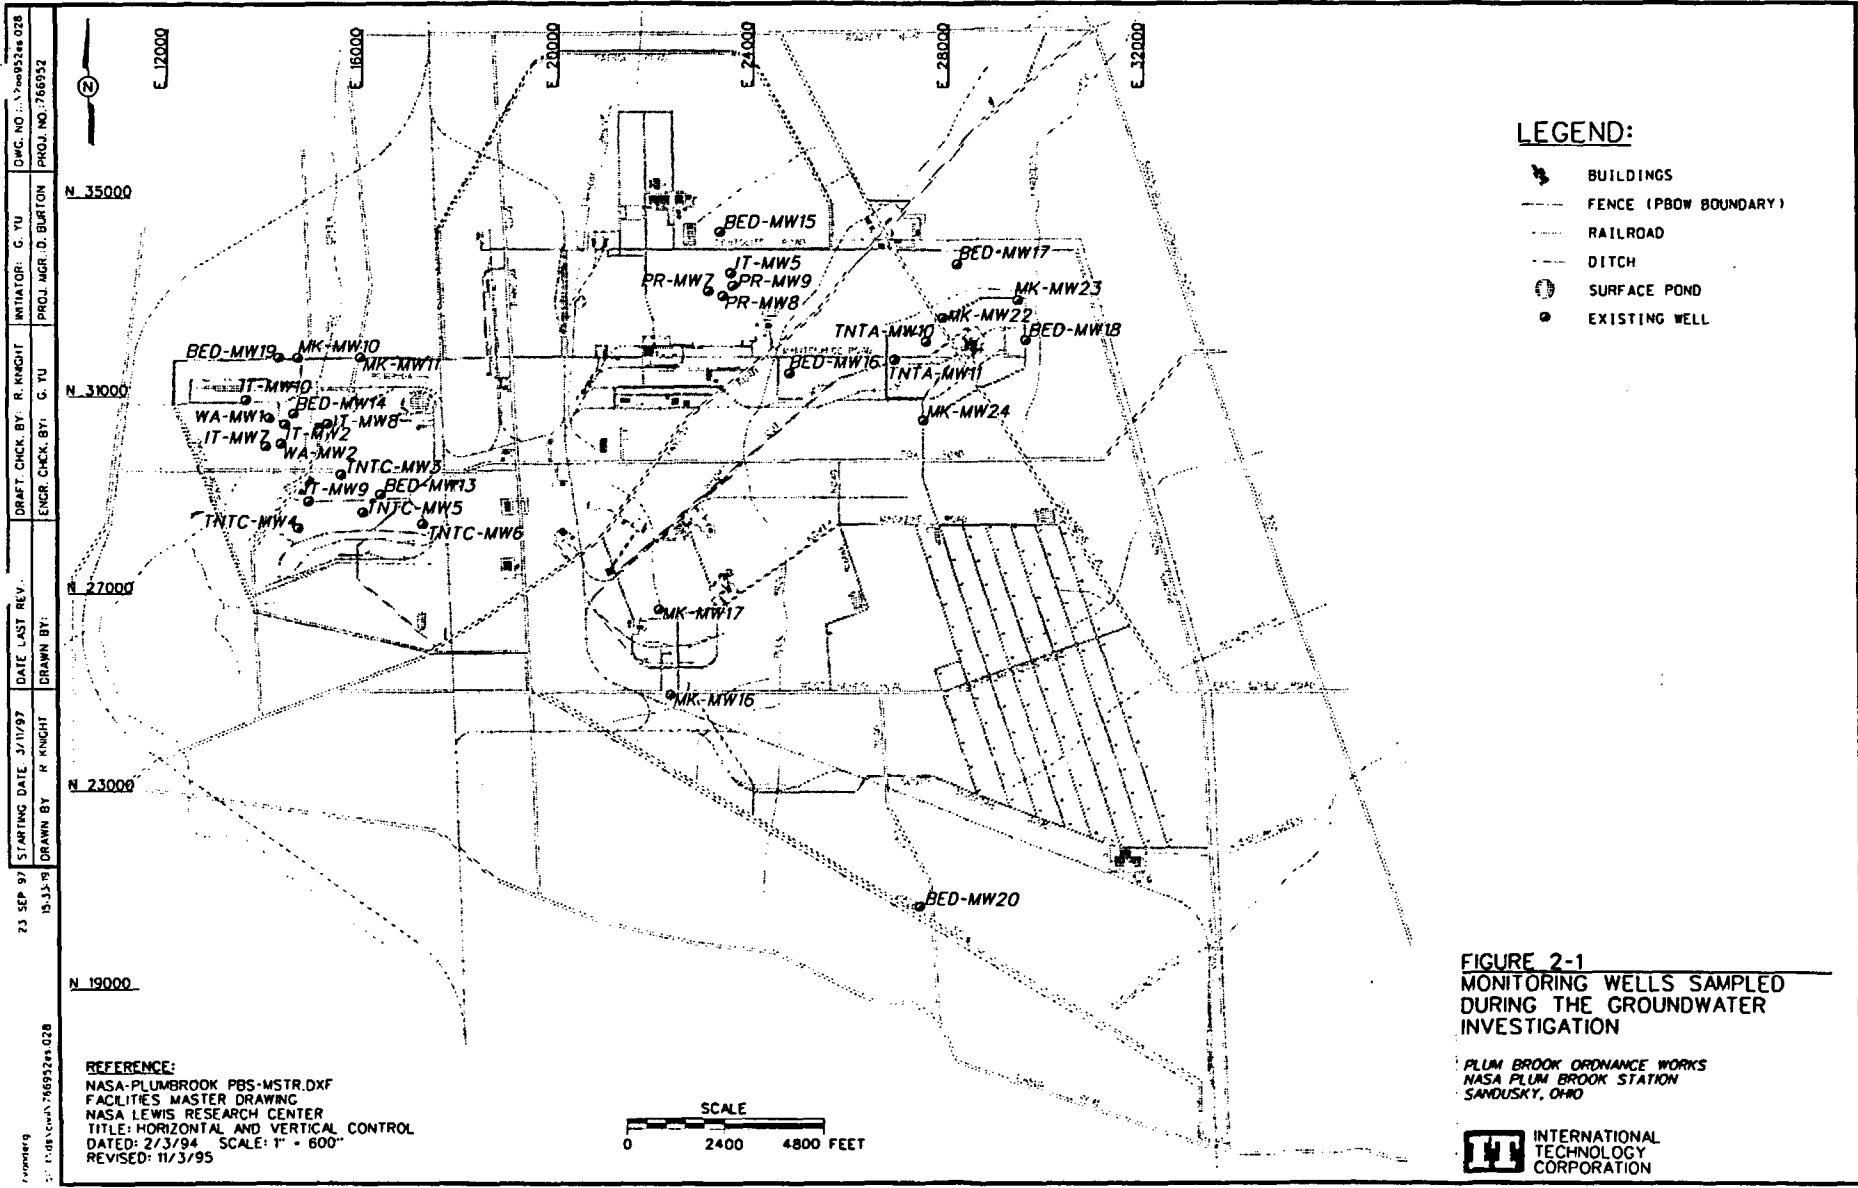 E 12000
E 16000
E 20000
E 24000
E 28000
E 32000
N
N 35000
N 31000
N 27000
N 23000
N 19000
BED-MW15
IT-MW5
PR-MW7
PR-MW9
PR-MW8
BED-MW17
MK-MW23
MK-MW22
TNTA-MW10
BED-MW18
BED-MW16
TNTA-MW11
MK-MW24
BED-MW19
MK-MW10
MK-MW11
IT-MW10
BED-MW14
WA-MW1
IT-MW8
IT-MW2
IT-MW7
WA-MW2
TNTC-MW3
IT-MW9
BED-MW13
TNTC-MW5
TNTC-MW4
TNTC-MW6
MK-MW17
MK-MW16
BED-MW20
LEGEND:
BUILDINGS
FENCE (PBOW BOUNDARY)
RAILROAD
DITCH
SURFACE POND
EXISTING WELL
REFERENCE:
NASA-PLUMBROOK PBS-MSTR.DXF
FACILITIES MASTER DRAWING
NASA LEWIS RESEARCH CENTER
TITLE: HORIZONTAL AND VERTICAL CONTROL
DATED: 2/3/94 SCALE: 1" = 600'
REVISED: 11/3/95
SCALE
0 2400 4800 FEET
FIGURE 2-1
MONITORING WELLS SAMPLED
DURING THE GROUNDWATER
INVESTIGATION
PLUM BROOK ORDNANCE WORKS
NASA PLUM BROOK STATION
SANDUSKY, OHIO
IT
INTERNATIONAL
TECHNOLOGY
CORPORATION
23 SEP 97
15:33:19
STARTING DATE 3/11/97
DRAWN BY R KNIGHT
DATE LAST REV.
DRAWN BY:
DRAFT. CHCK. BY: R. KNIGHT
ENGR. CHCK. BY: G. YU
INITIATOR: G. YU
PROJ. MGR.: D. BURTON
DWG. NO.:
PROJ. NO.: 766952